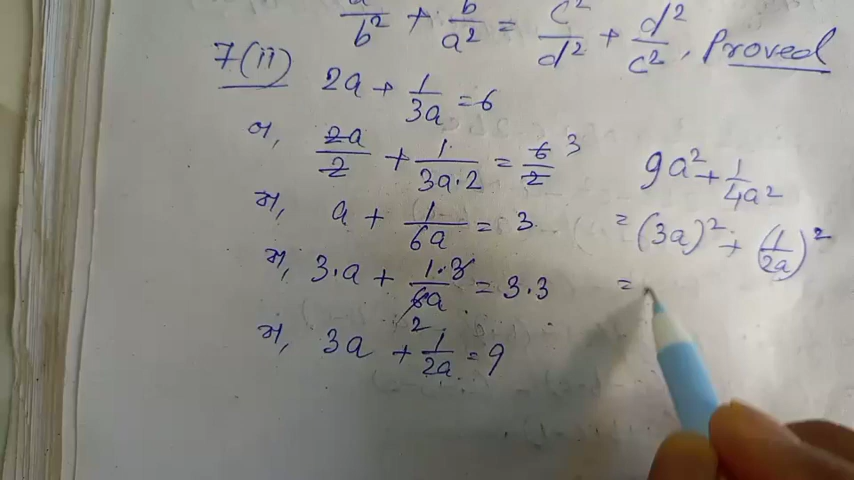 a/b² + b/a² = c²/d² + d²/c², Proved
7(ii) 2a + 1/3a = 6
বা, 2a/2 + 1/3a·2 = 6/2 3
বা, a + 1/6a = 3
বা, 3·a + 1·3/6a 2 = 3·3
বা, 3a + 1/2a = 9
9a² + 1/4a²
= (3a)² + (1/2a)²
=